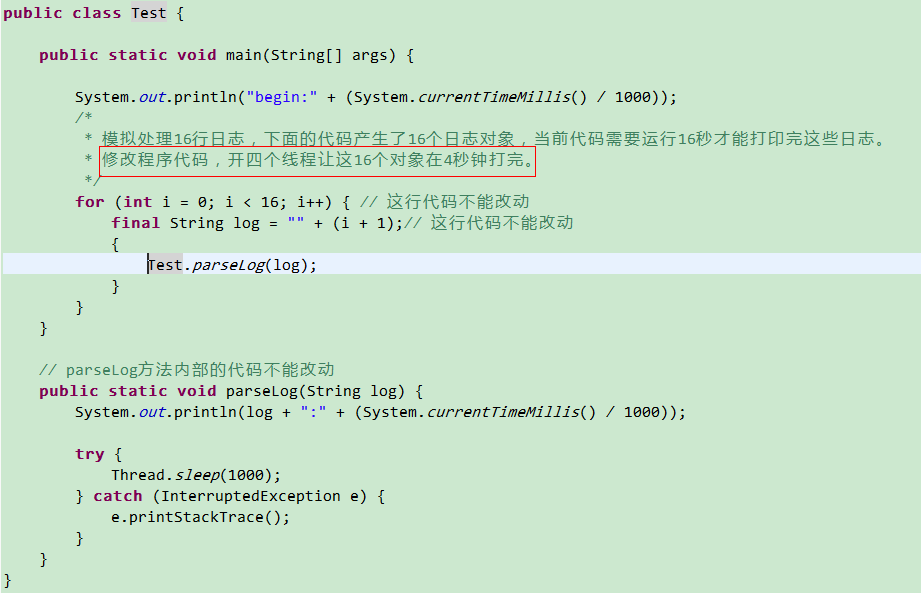 public class Test {
public static void main(String[] args) {
System.out.println("begin:" + (System.currentTimeMillis() / 1000));
/*
* 模拟处理16行日志，下面的代码产生了16个日志对象，当前代码需要运行16秒才能打印完这些日志。
* 修改程序代码，开四个线程让这16个对象在4秒钟打完。
*/
for (int i = 0; i < 16; i++) { // 这行代码不能改动
final String log = "" + (i + 1);// 这行代码不能改动
{
Test.parseLog(log);
}
}
}
// parseLog方法内部的代码不能改动
public static void parseLog(String log) {
System.out.println(log + ":" + (System.currentTimeMillis() / 1000));
try {
Thread.sleep(1000);
} catch (InterruptedException e) {
e.printStackTrace();
}
}
}